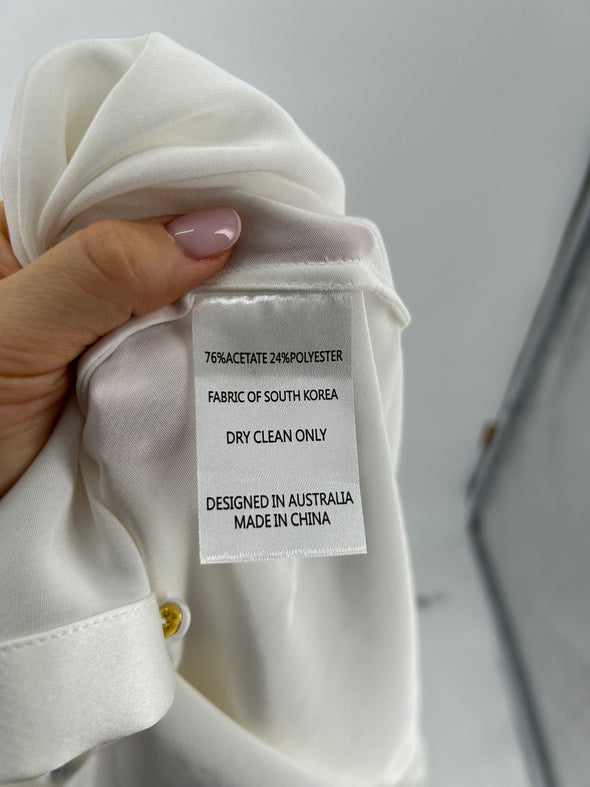 76%ACETATE 24%POLYESTER
FABRIC OF SOUTH KOREA
DRY CLEAN ONLY
DESIGNED IN AUSTRALIA
MADE IN CHINA